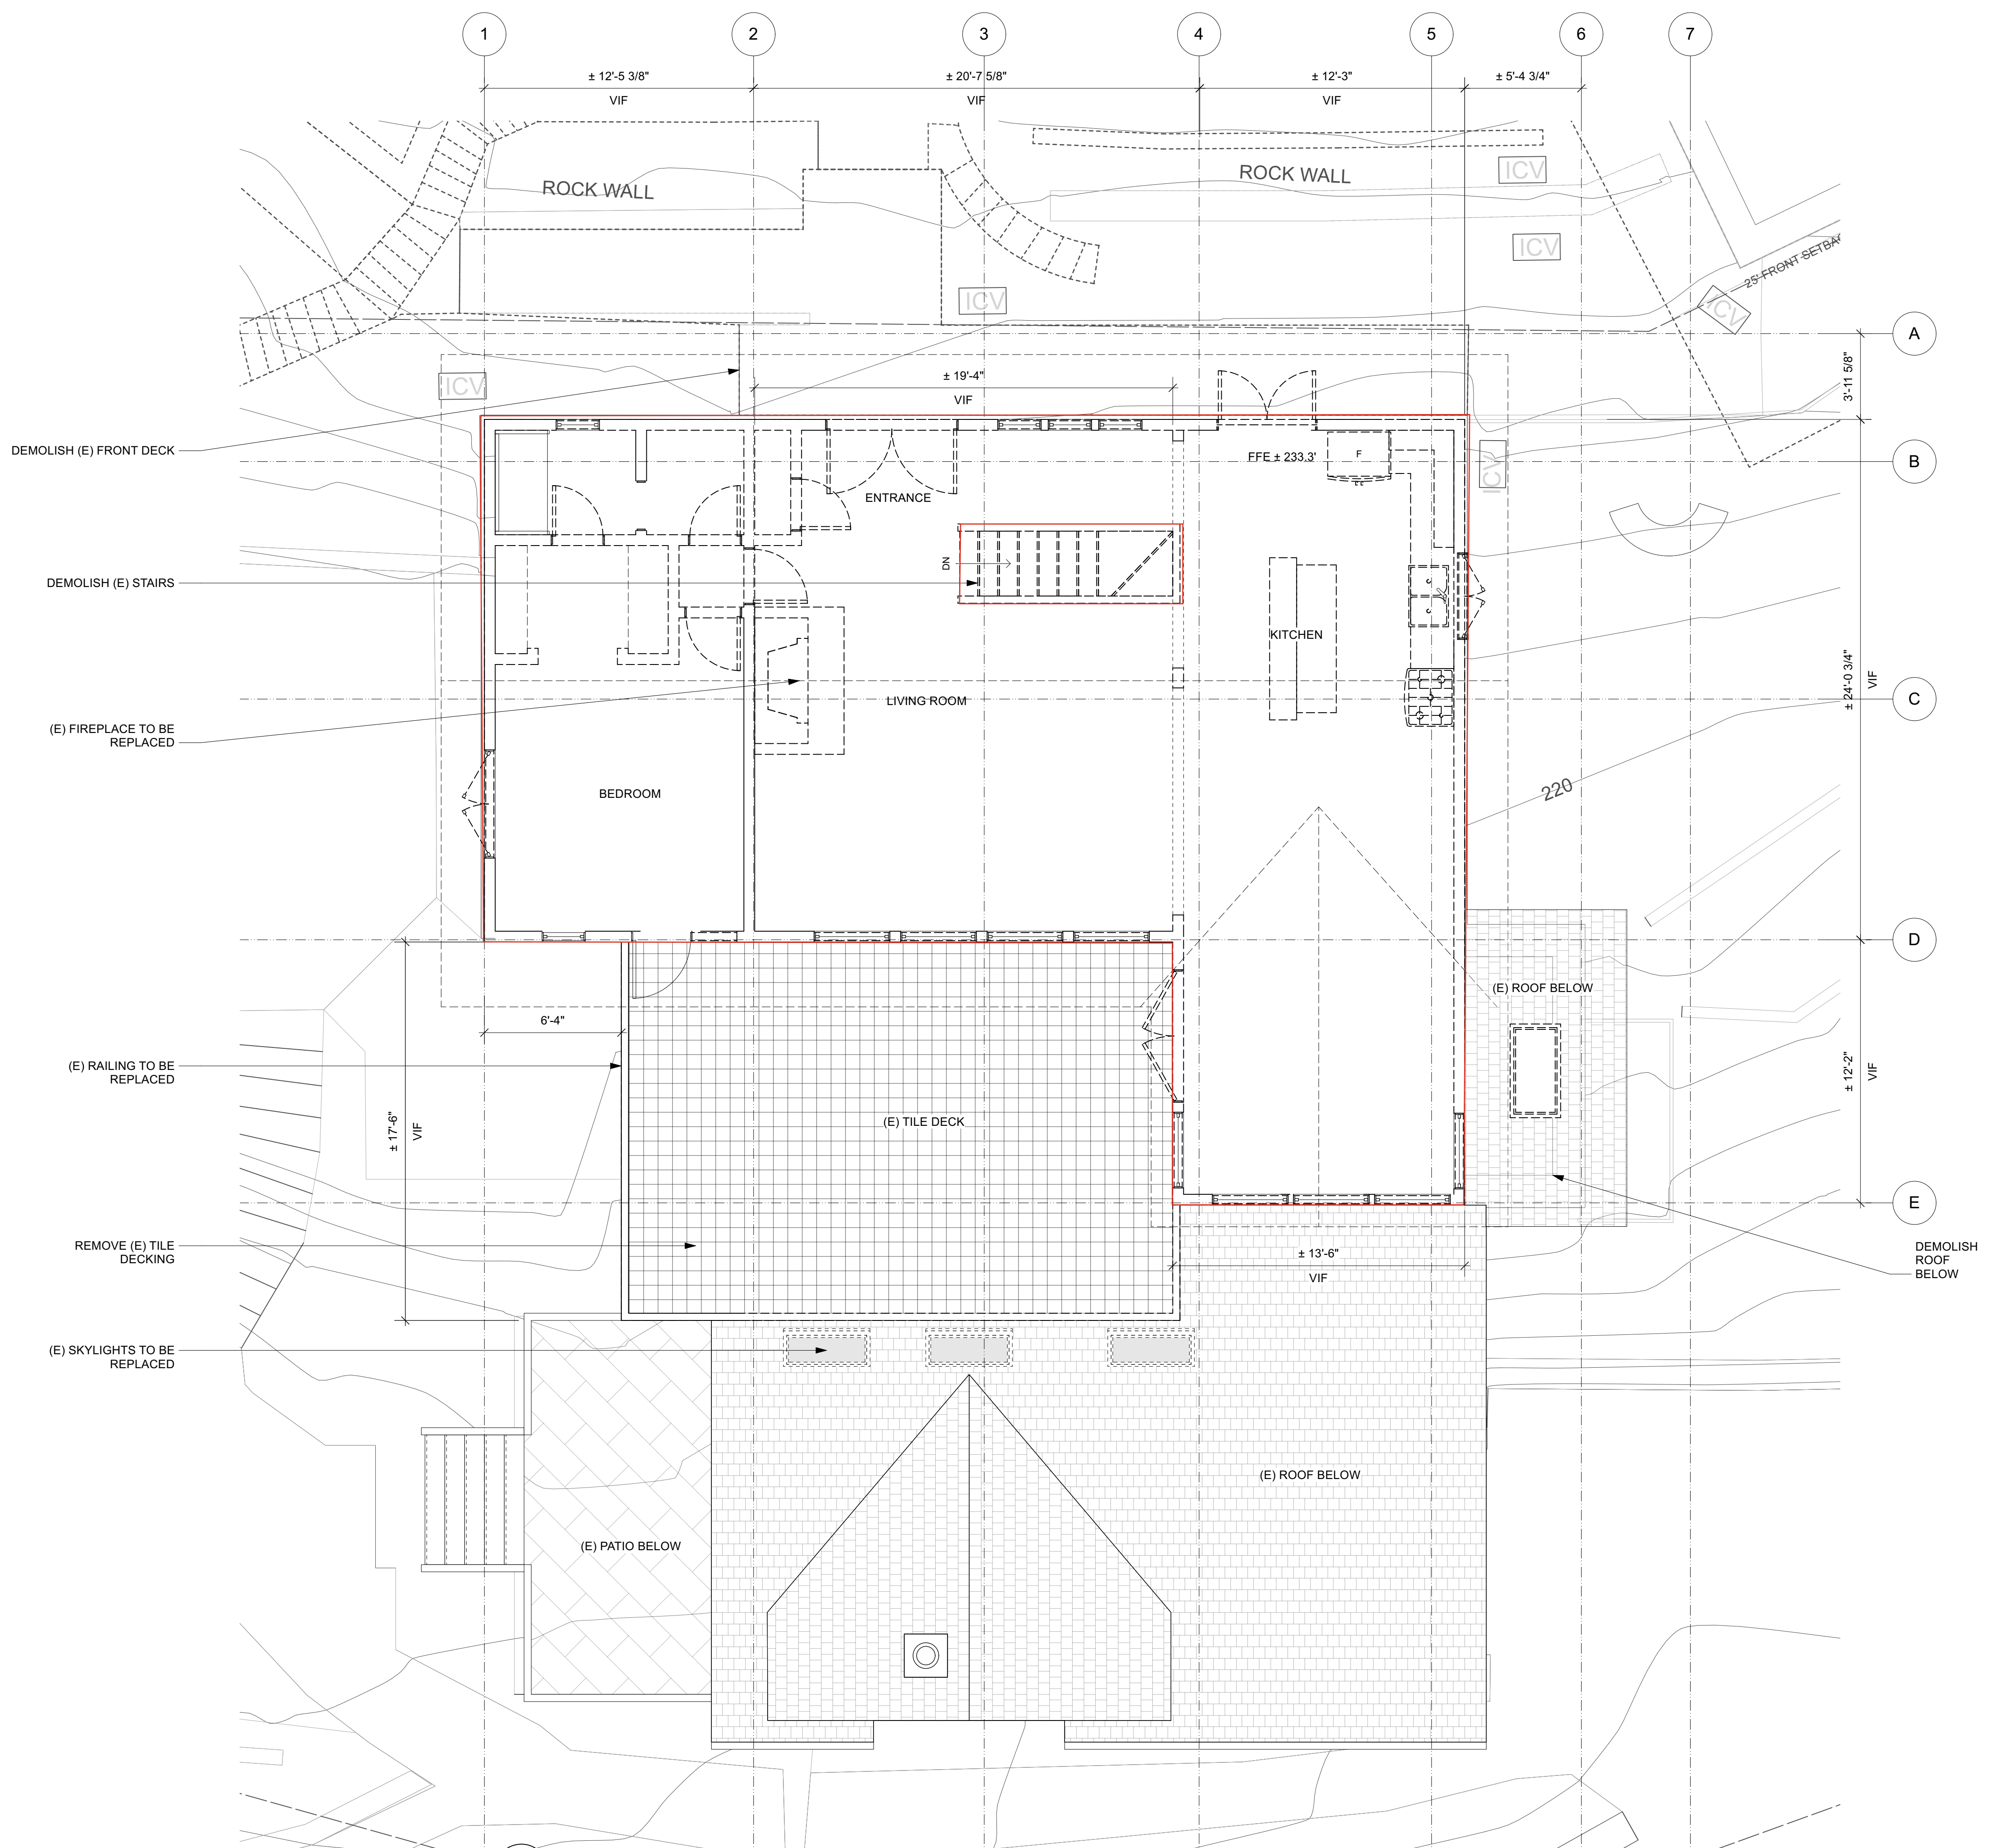 1
2
3
4
5
6
7
± 12'-5 3/8"
VIF
± 20'-7 5/8"
VIF
± 12'-3"
VIF
± 5'-4 3/4"
ROCK WALL
ROCK WALL
ICV
ICV
ICV
ICV
25' FRONT SETBA
A
3'-11 5/8"
ICV
± 19'-4"
VIF
DEMOLISH (E) FRONT DECK
FFE ± 233.3'
F
ICV
B
ENTRANCE
DN
DEMOLISH (E) STAIRS
KITCHEN
± 24'-0 3/4"
VIF
(E) FIREPLACE TO BE
REPLACED
LIVING ROOM
C
BEDROOM
220
D
(E) ROOF BELOW
6'-4"
(E) RAILING TO BE
REPLACED
± 12'-2"
VIF
± 17'-6"
VIF
(E) TILE DECK
E
REMOVE (E) TILE
DECKING
± 13'-6"
VIF
DEMOLISH
ROOF
BELOW
(E) SKYLIGHTS TO BE
REPLACED
(E) ROOF BELOW
(E) PATIO BELOW